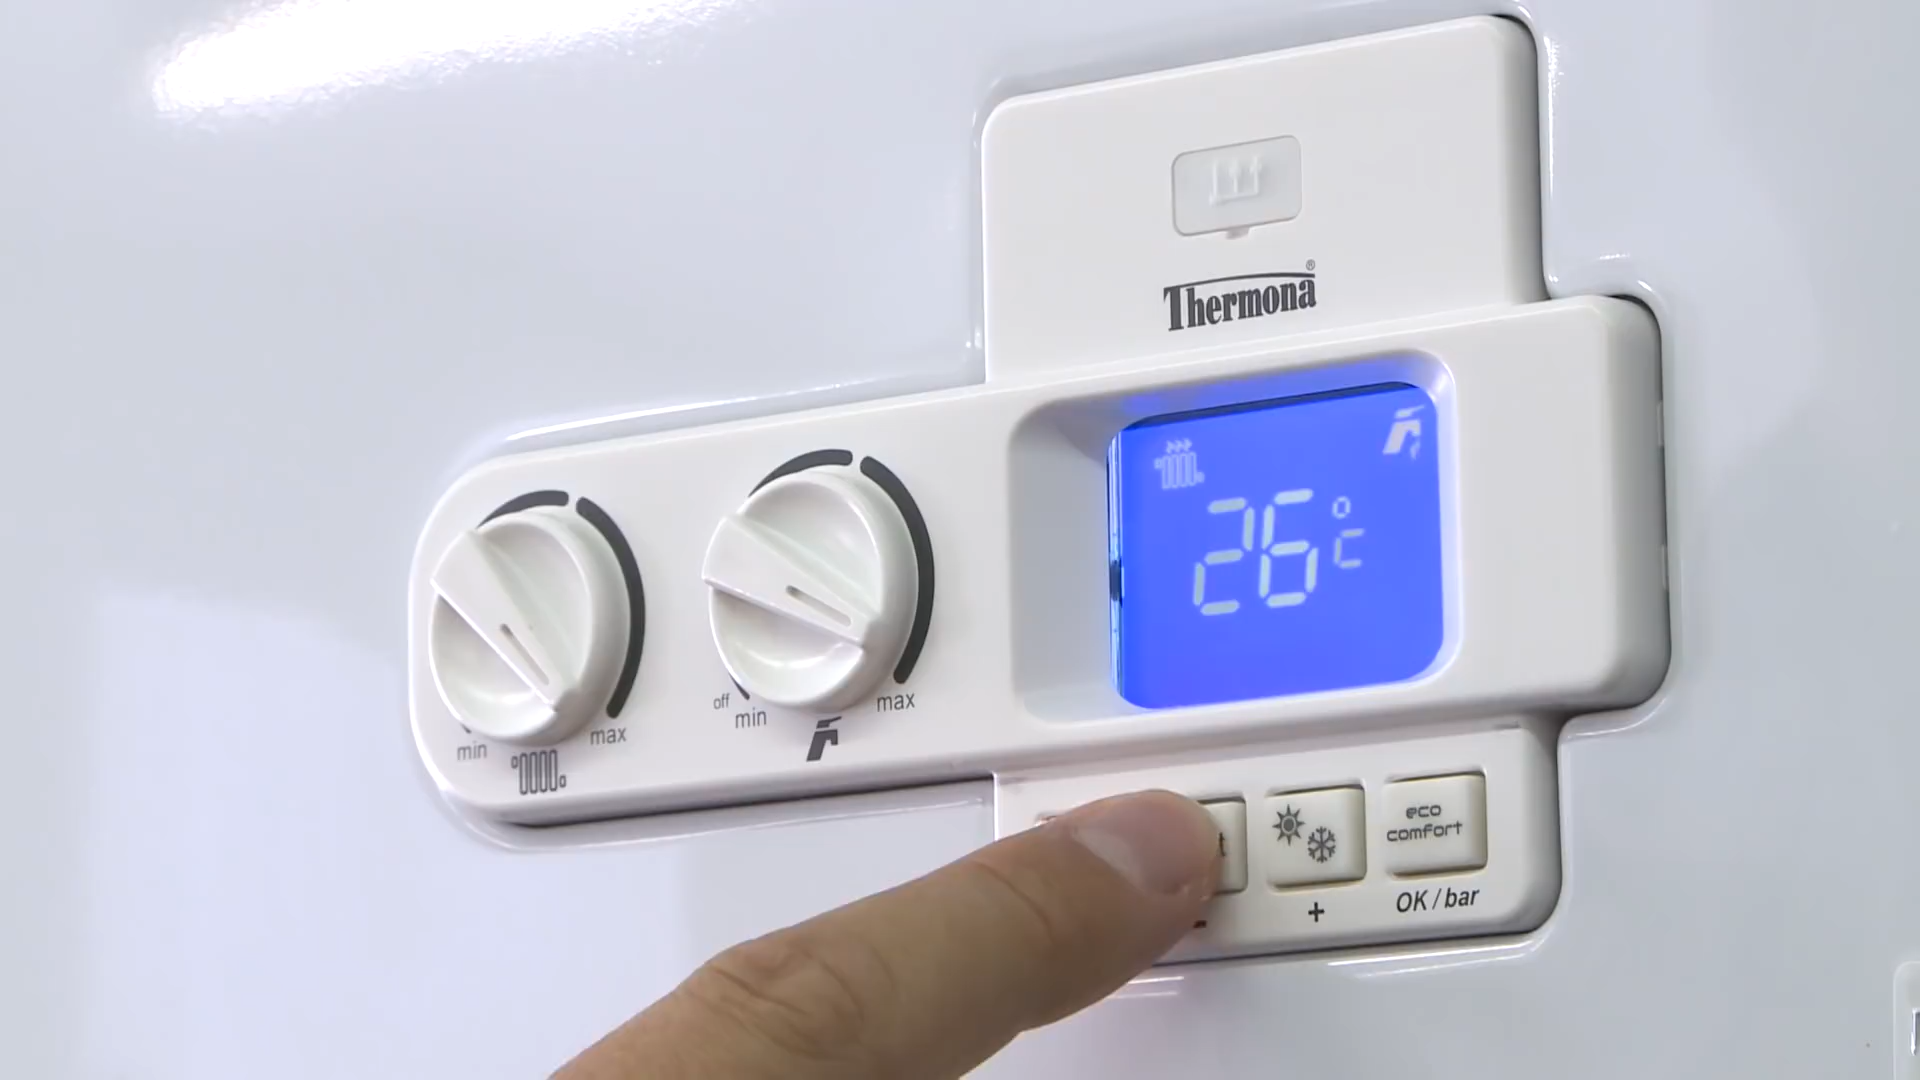 Thermona®
26 °C
off
min
max
min
max
eco
comfort
+
OK / bar